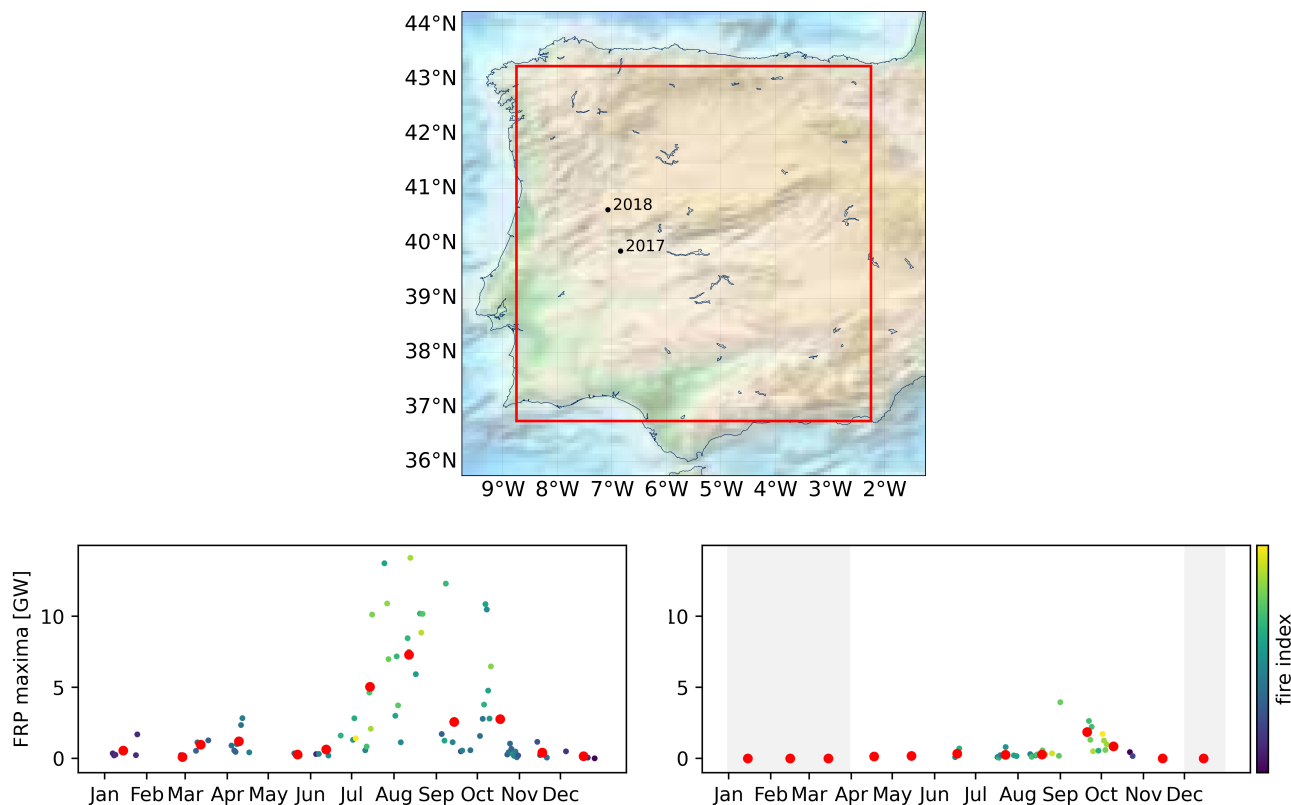 44°N
43°N
42°N
41°N
40°N
39°N
38°N
37°N
36°N
2018
2017
9°W 8°W 7°W 6°W 5°W 4°W 3°W 2°W
FRP maxima [GW]
10
5
0
Jan Feb Mar Apr May Jun Jul Aug Sep Oct Nov Dec
10
5
0
Jan Feb Mar Apr May Jun Jul Aug Sep Oct Nov Dec
fire index